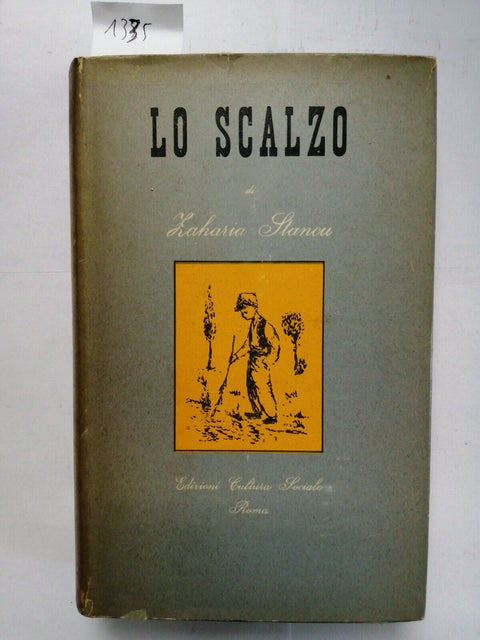 1335
LO SCALZO
di
Zaharia Stancu
Edizioni Cultura Sociale
Roma